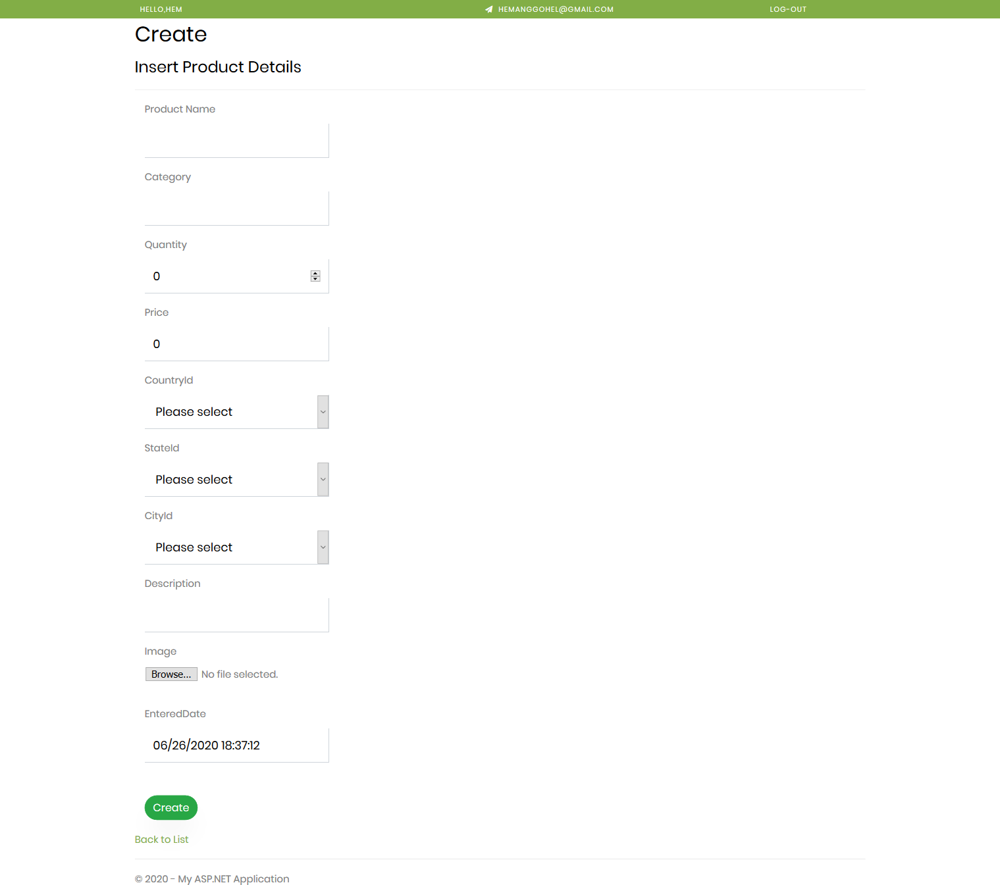 HELLO,HEM HEMANGGOHEL@GMAIL.COM LOG-OUT
Create
Insert Product Details
Product Name
Category
Quantity
0
Price
0
CountryId
Please select
StateId
Please select
CityId
Please select
Description
Image
Browse... No file selected.
EnteredDate
06/26/2020 18:37:12
Create
Back to List
© 2020 - My ASP.NET Application